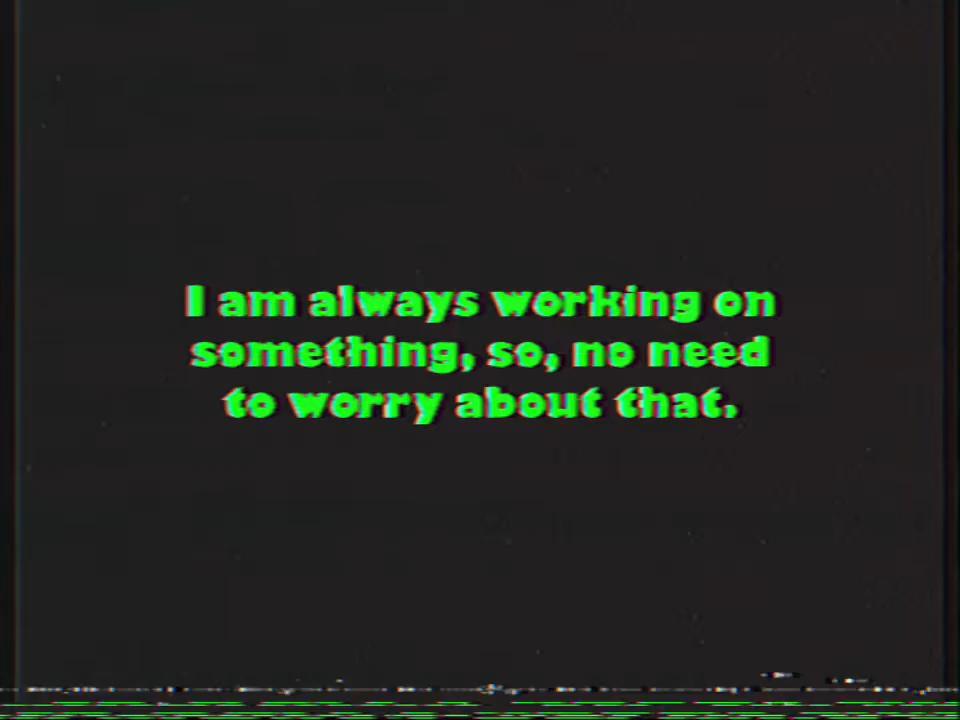 I am always working on
something, so, no need
to worry about that.